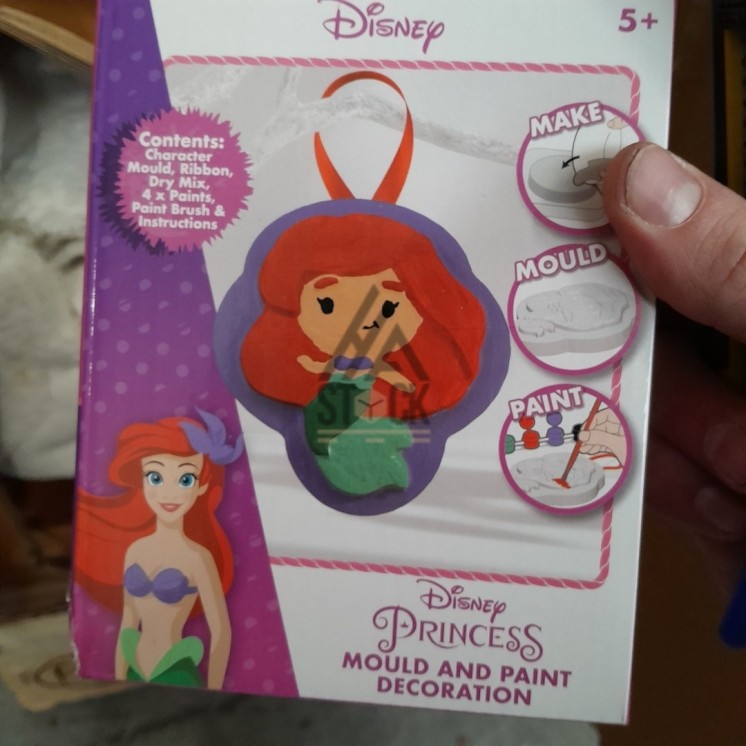 Disney
5+
Contents:
Character
Mould, Ribbon,
Dry Mix,
4 x Paints,
Paint Brush &
Instructions
MAKE
MOULD
PAINT
STOCK
Disney
PRINCESS
MOULD AND PAINT
DECORATION